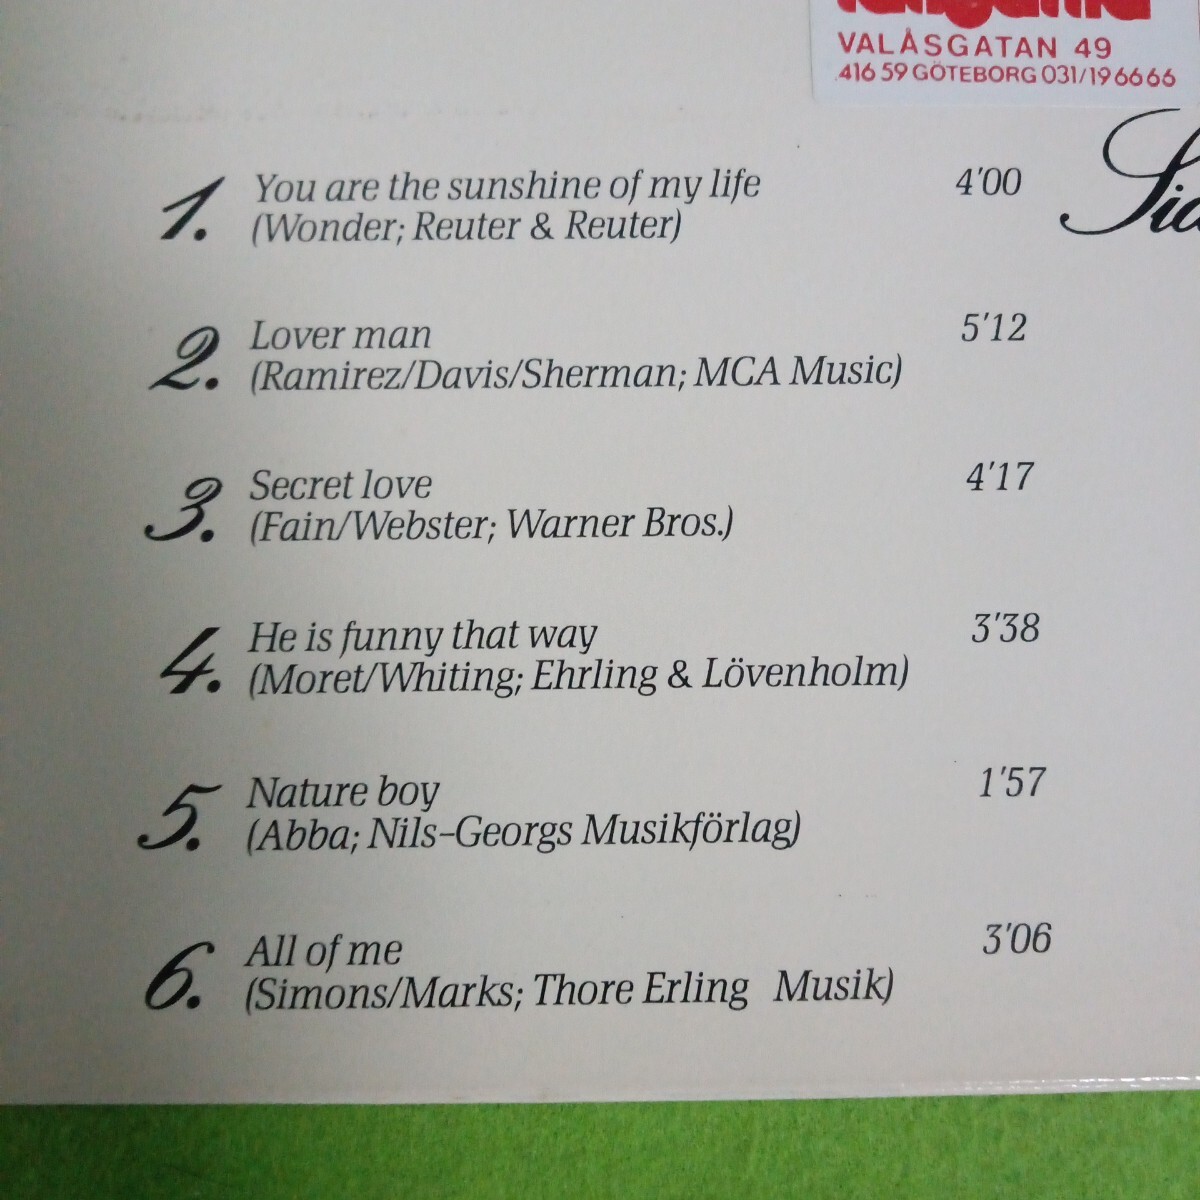 VALÅSGATAN 49
416 59 GÖTEBORG 031/19 66 66
1. You are the sunshine of my life 4'00
(Wonder; Reuter & Reuter)
2. Lover man 5'12
(Ramirez/Davis/Sherman; MCA Music)
3. Secret love 4'17
(Fain/Webster; Warner Bros.)
4. He is funny that way 3'38
(Moret/Whiting; Ehrling & Lövenholm)
5. Nature boy 1'57
(Abba; Nils-Georgs Musikförlag)
6. All of me 3'06
(Simons/Marks; Thore Erling Musik)